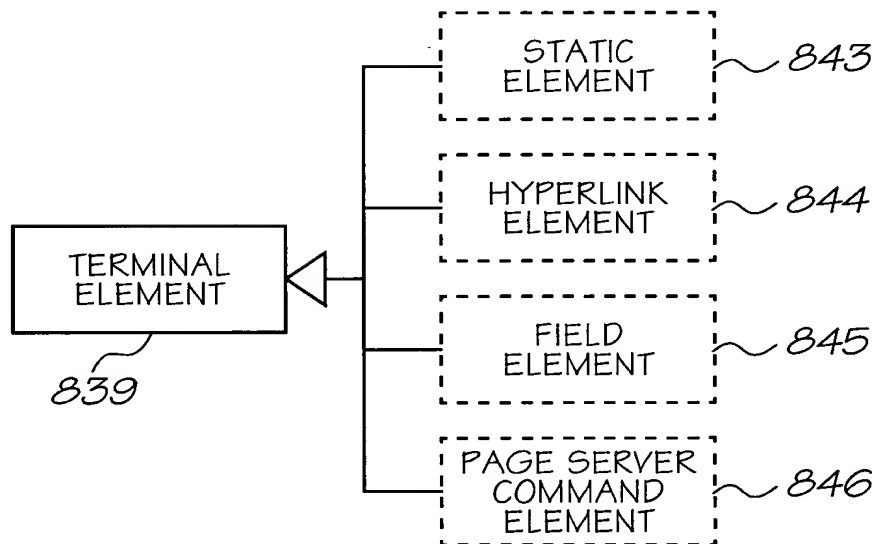 STATIC
ELEMENT
843
HYPERLINK
ELEMENT
844
TERMINAL
ELEMENT
839
FIELD
ELEMENT
845
PAGE SERVER
COMMAND
ELEMENT
846